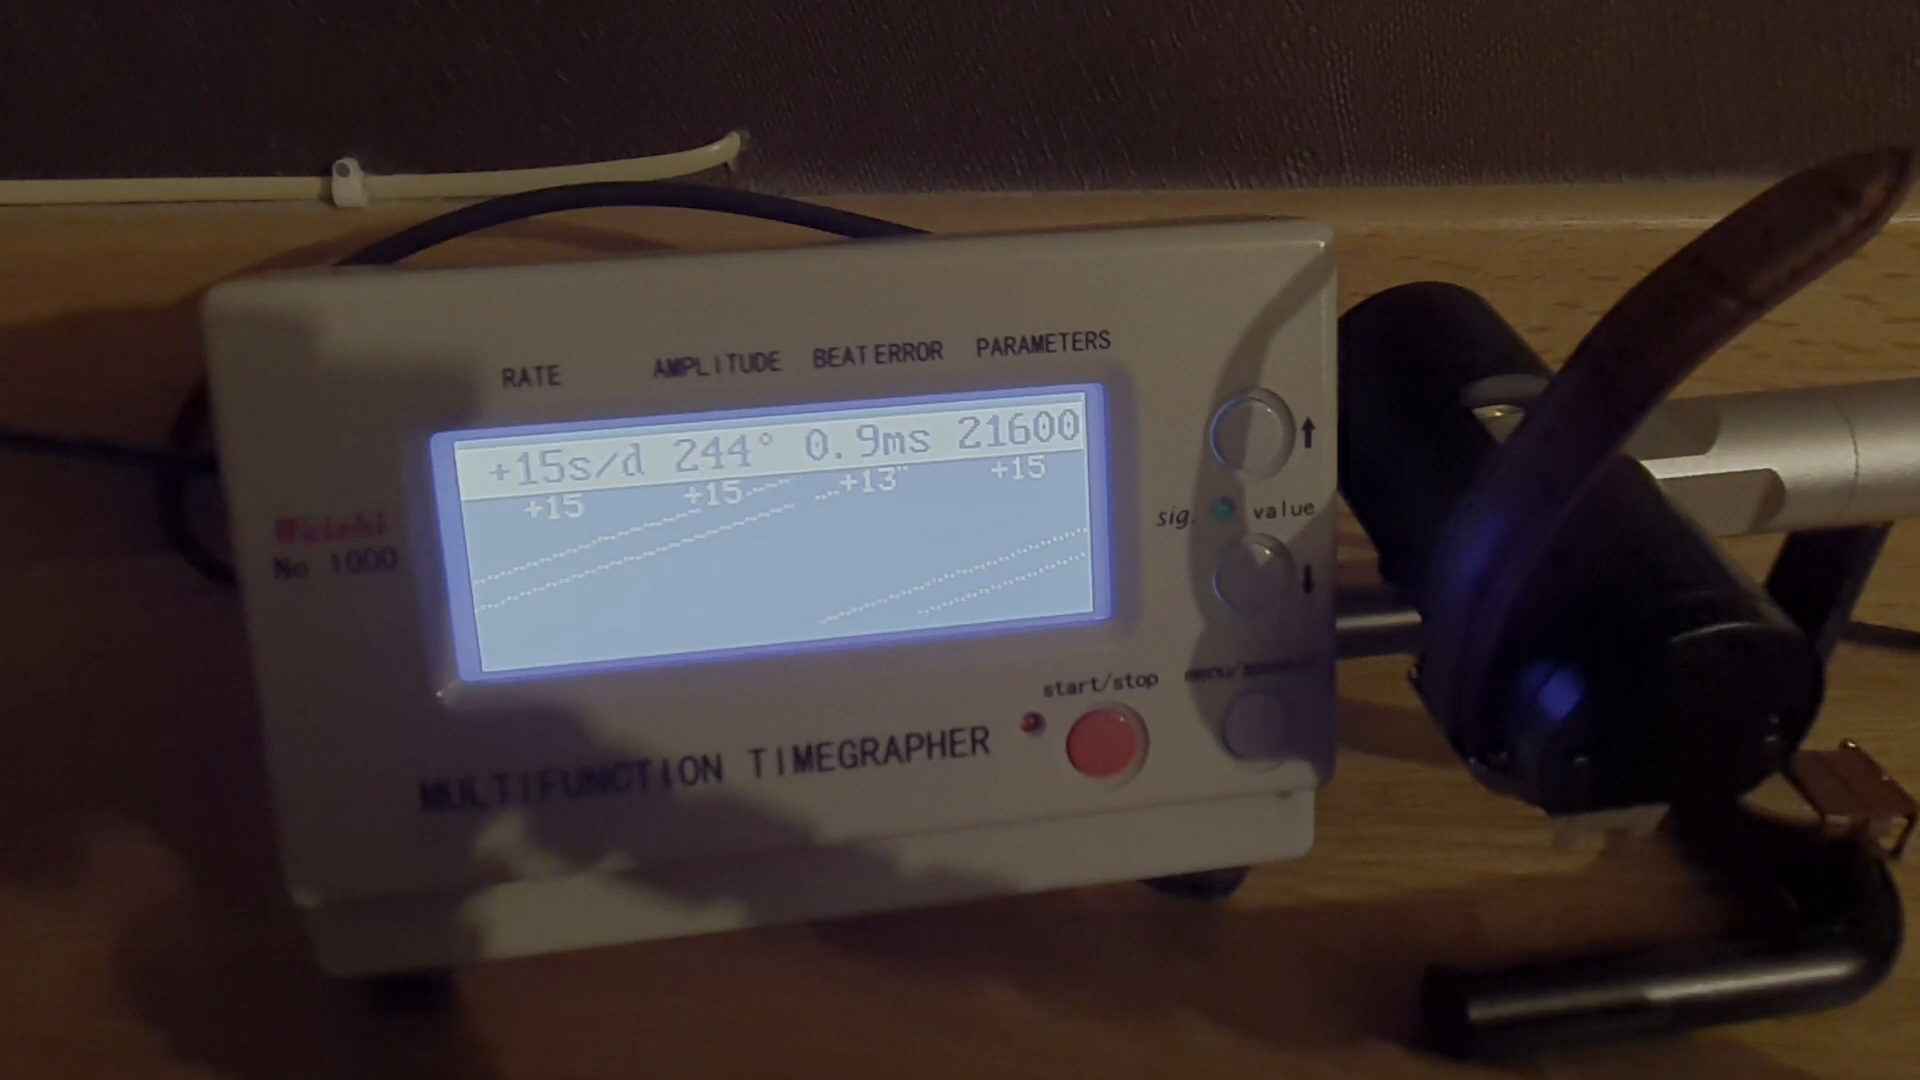 RATE AMPLITUDE BEAT ERROR PARAMETERS
+15s/d 244° 0.9ms 21600
+15 +15 +13 +15
Weishi
No 1000
sig. value
start/stop
MULTIFUNCTION TIMEGRAPHER